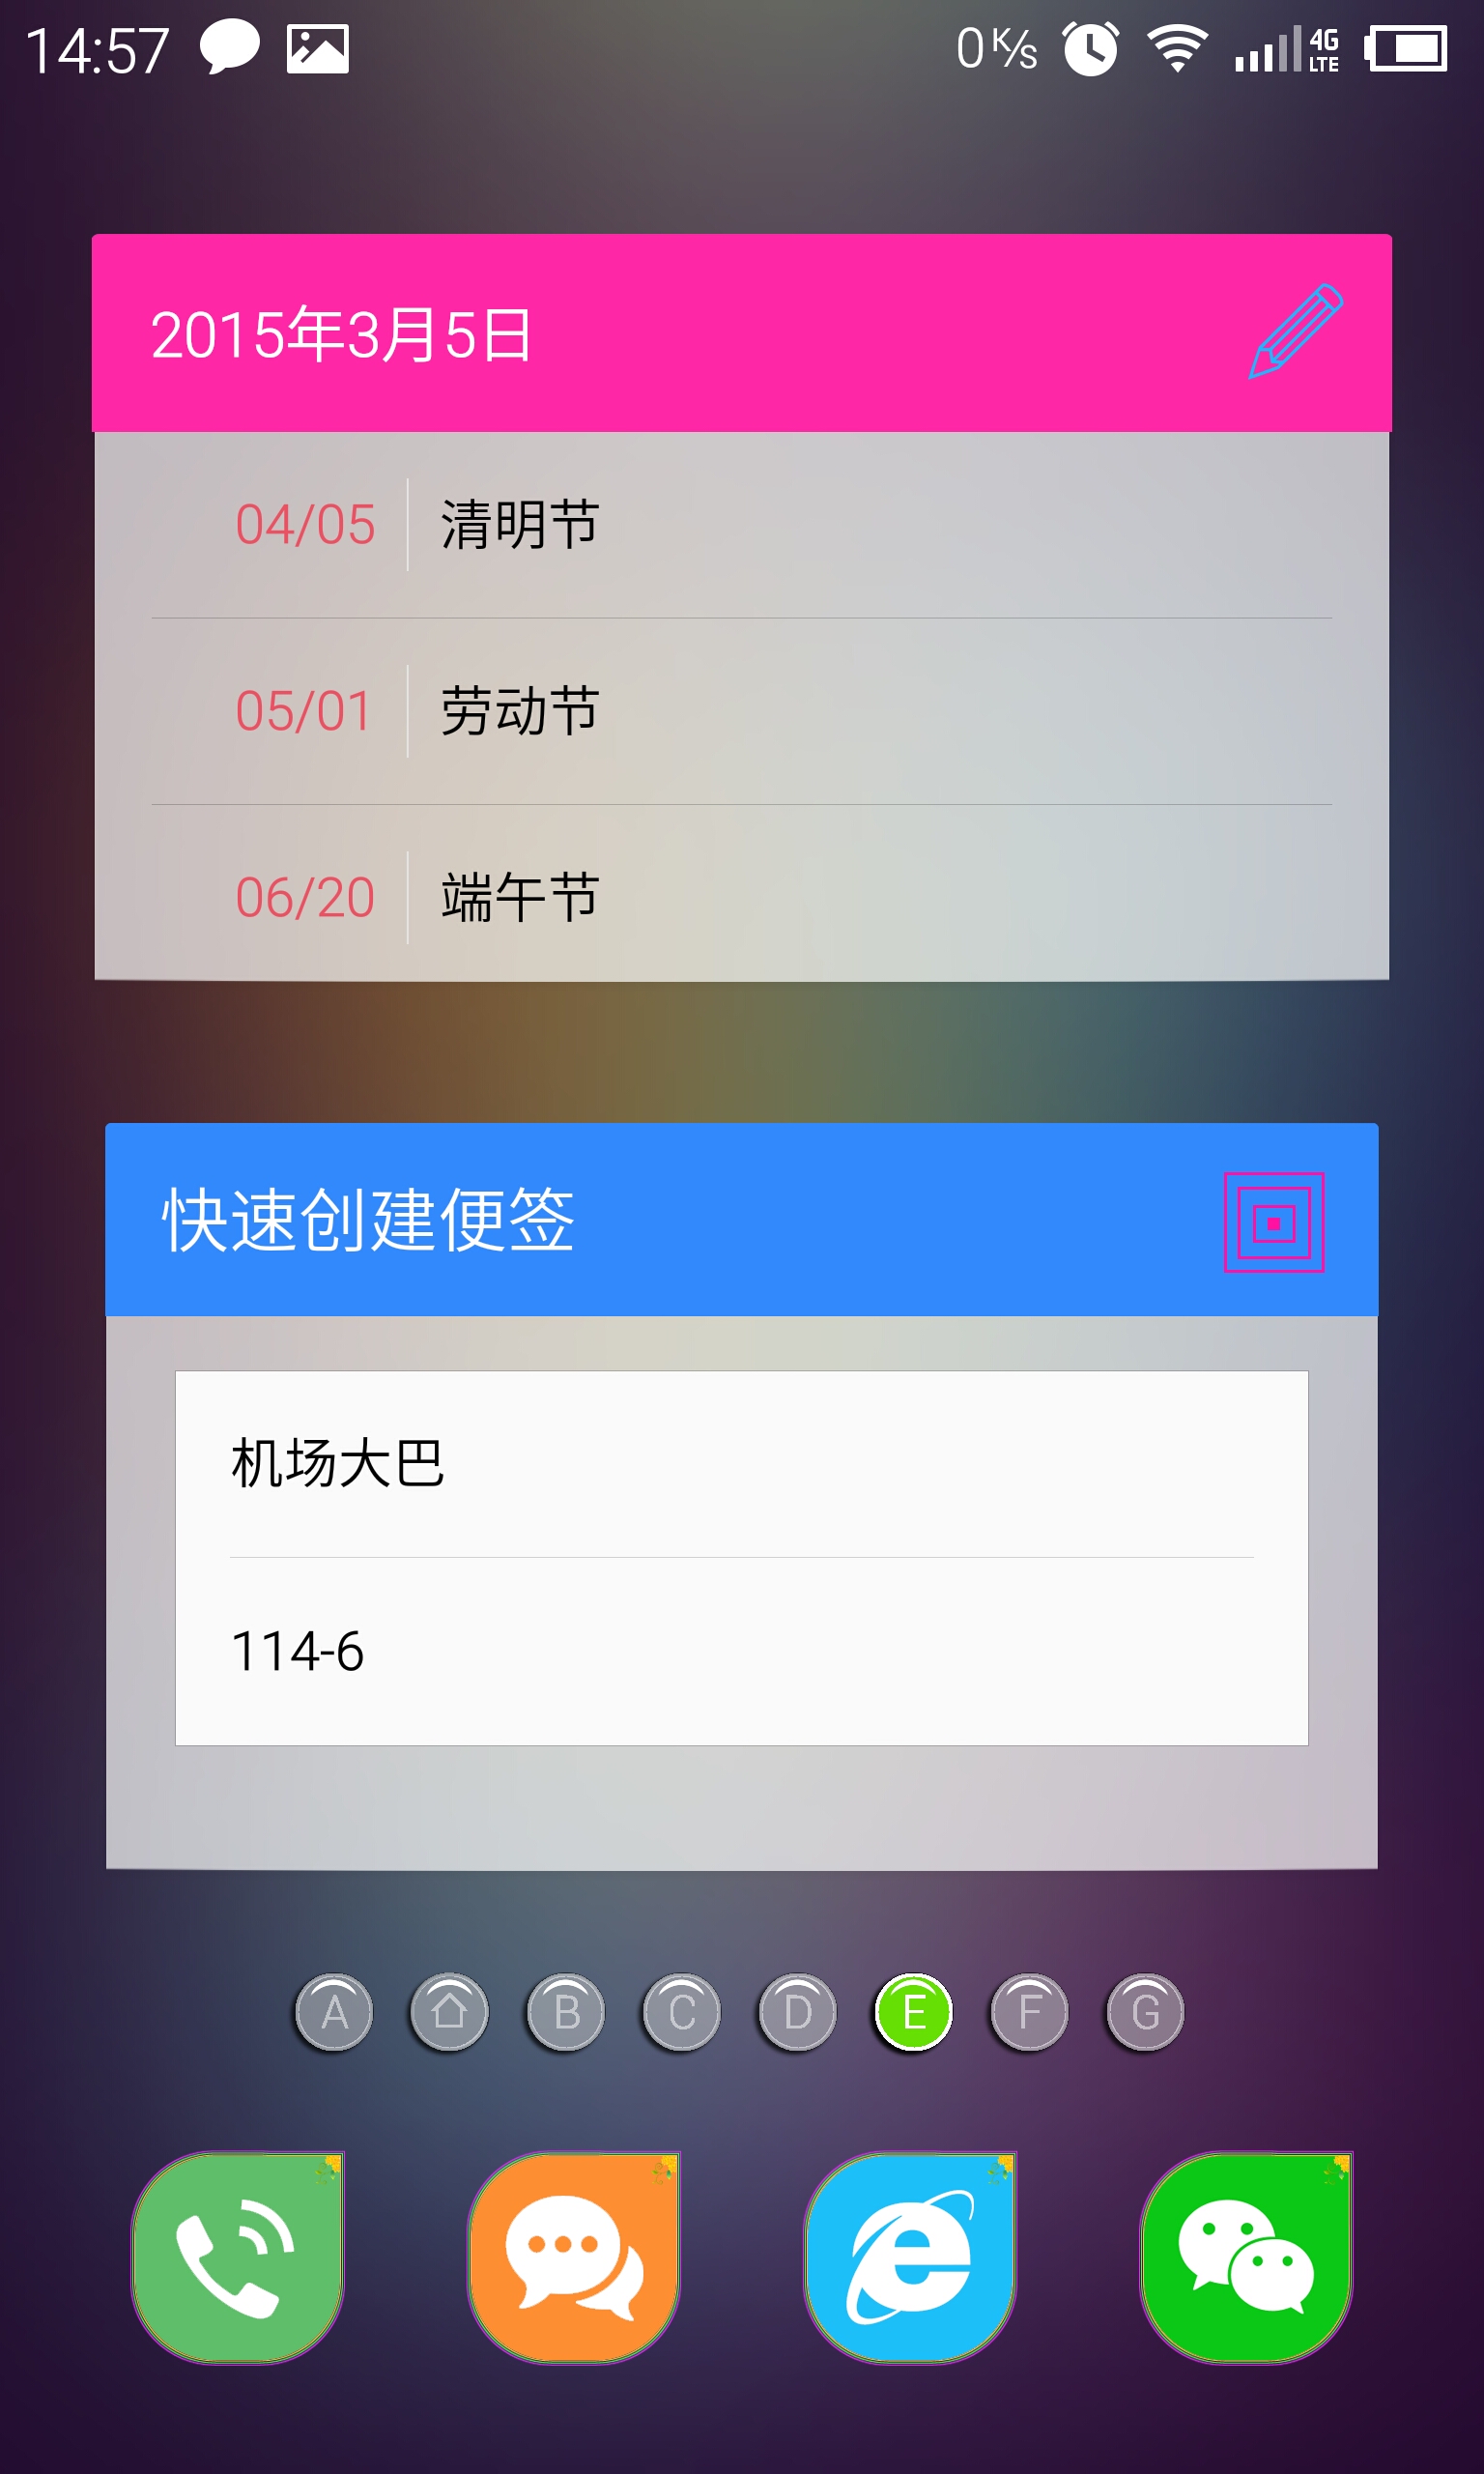 14:57
0 K/s
4G
LTE
2015年3月5日
04/05 清明节
05/01 劳动节
06/20 端午节
快速创建便签
机场大巴
114-6
A B C D E F G